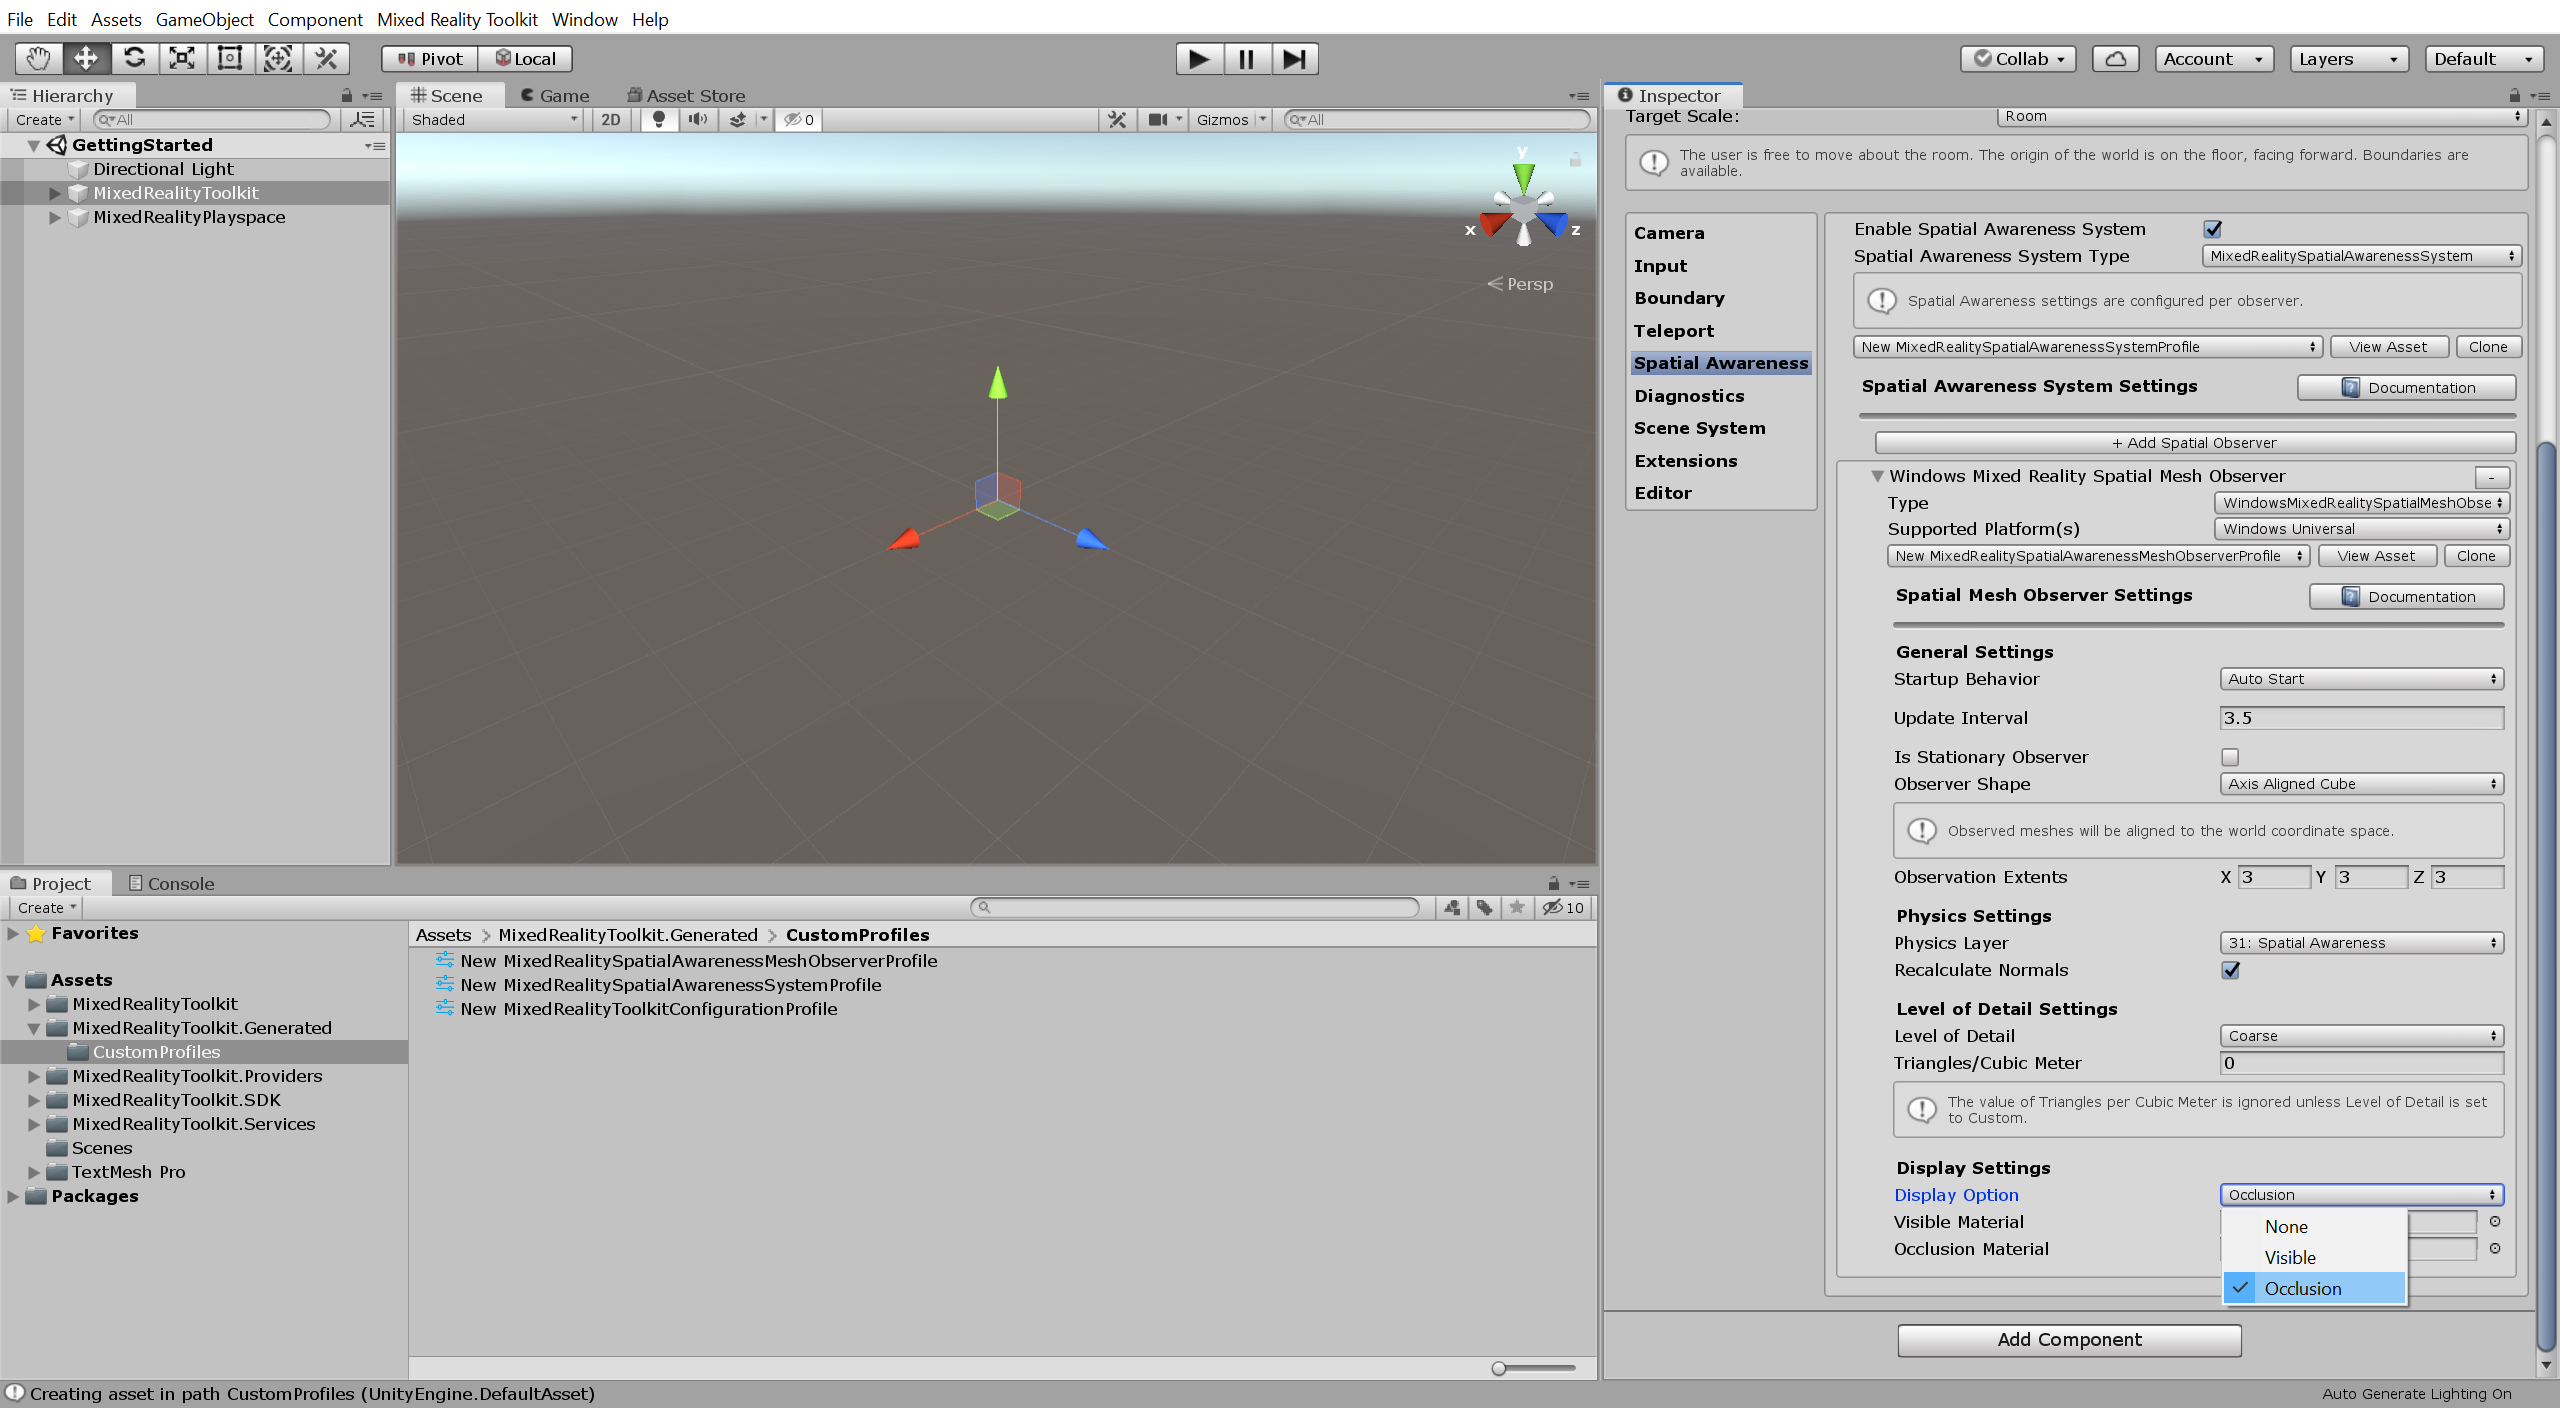 File Edit Assets GameObject Component Mixed Reality Toolkit Window Help
Pivot Local Collab Account Layers Default
Hierarchy
Create All
GettingStarted
Directional Light
MixedRealityToolkit
MixedRealityPlayspace
Scene Game Asset Store
Shaded 2D 0 Gizmos All
y
x z
Persp
Project Console
Create 10
Favorites
Assets
MixedRealityToolkit
MixedRealityToolkit.Generated
CustomProfiles
MixedRealityToolkit.Providers
MixedRealityToolkit.SDK
MixedRealityToolkit.Services
Scenes
TextMesh Pro
Packages
Assets > MixedRealityToolkit.Generated > CustomProfiles
New MixedRealitySpatialAwarenessMeshObserverProfile
New MixedRealitySpatialAwarenessSystemProfile
New MixedRealityToolkitConfigurationProfile
Inspector
Target Scale: Room
The user is free to move about the room. The origin of the world is on the floor, facing forward. Boundaries are
available.
Camera
Input
Boundary
Teleport
Spatial Awareness
Diagnostics
Scene System
Extensions
Editor
Enable Spatial Awareness System
Spatial Awareness System Type MixedRealitySpatialAwarenessSystem
Spatial Awareness settings are configured per observer.
New MixedRealitySpatialAwarenessSystemProfile View Asset Clone
Spatial Awareness System Settings Documentation
+ Add Spatial Observer
Windows Mixed Reality Spatial Mesh Observer -
Type WindowsMixedRealitySpatialMeshObse
Supported Platform(s) Windows Universal
New MixedRealitySpatialAwarenessMeshObserverProfile View Asset Clone
Spatial Mesh Observer Settings Documentation
General Settings
Startup Behavior Auto Start
Update Interval 3.5
Is Stationary Observer
Observer Shape Axis Aligned Cube
Observed meshes will be aligned to the world coordinate space.
Observation Extents X 3 Y 3 Z 3
Physics Settings
Physics Layer 31: Spatial Awareness
Recalculate Normals
Level of Detail Settings
Level of Detail Coarse
Triangles/Cubic Meter 0
The value of Triangles per Cubic Meter is ignored unless Level of Detail is set
to Custom.
Display Settings
Display Option Occlusion
Visible Material
Occlusion Material
None
Visible
Occlusion
Add Component
Creating asset in path CustomProfiles (UnityEngine.DefaultAsset)
Auto Generate Lighting On